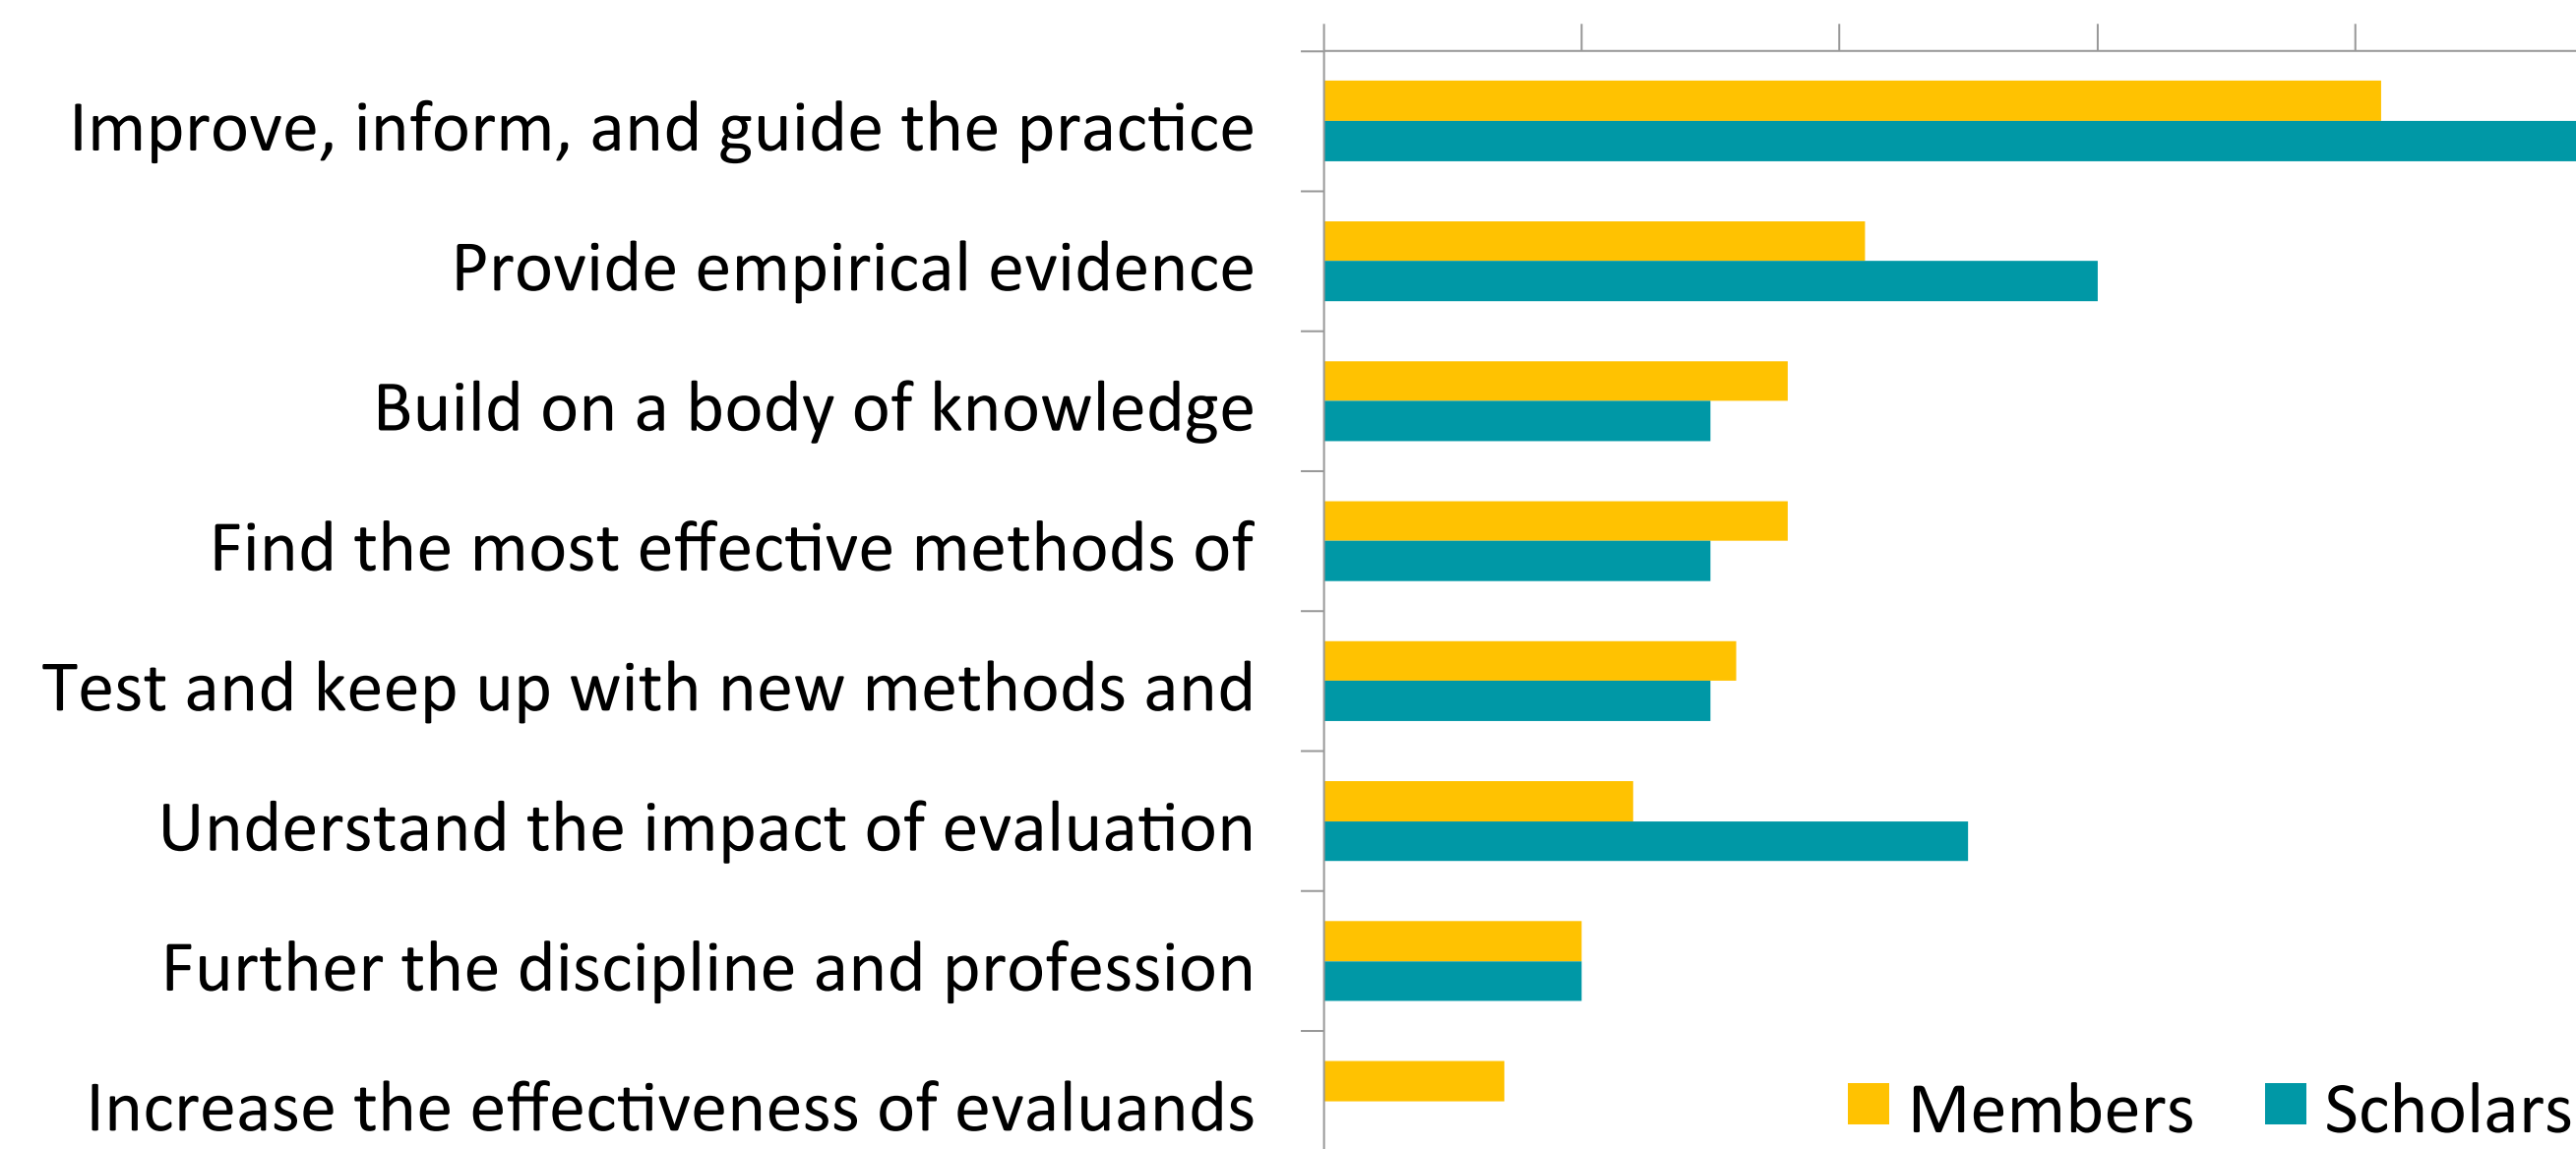 Improve, inform, and guide the practice
Provide empirical evidence
Build on a body of knowledge
Find the most effective methods of
Test and keep up with new methods and
Understand the impact of evaluation
Further the discipline and profession
Increase the effectiveness of evaluands
Members Scholars